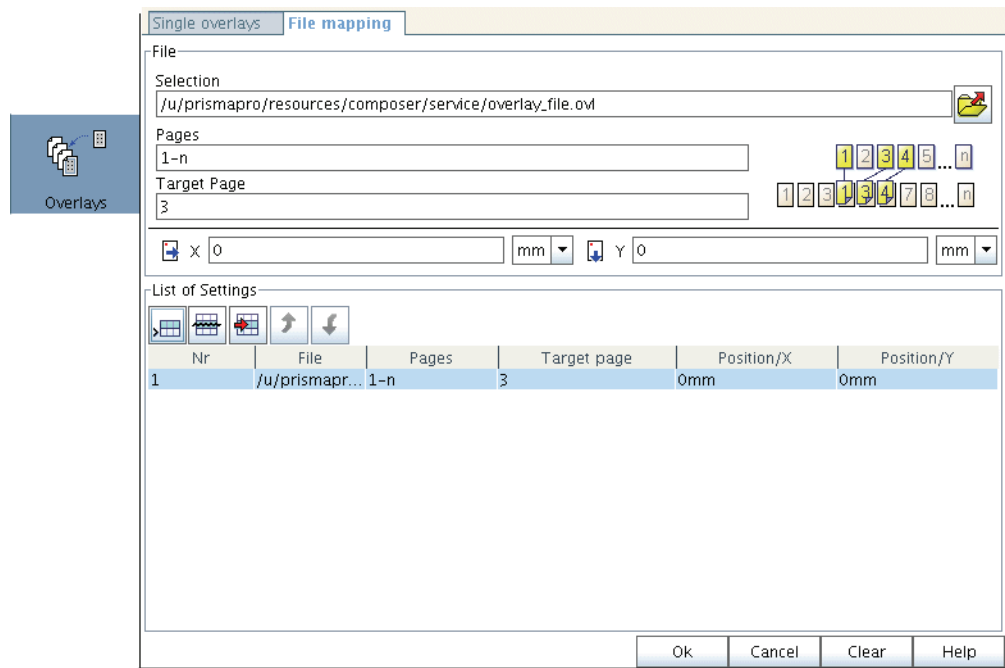 Single overlays File mapping
File
Selection
/u/prismapro/resources/composer/service/overlay_file.ovl
Pages
1-n
1 2 3 4 5 ... n
Target Page
3
1 2 3 1 3 4 7 8 ... n
Overlays
X 0 mm Y 0 mm
List of Settings
Nr File Pages Target page Position/X Position/Y
1 /u/prismapr... 1-n 3 0mm 0mm
Ok Cancel Clear Help